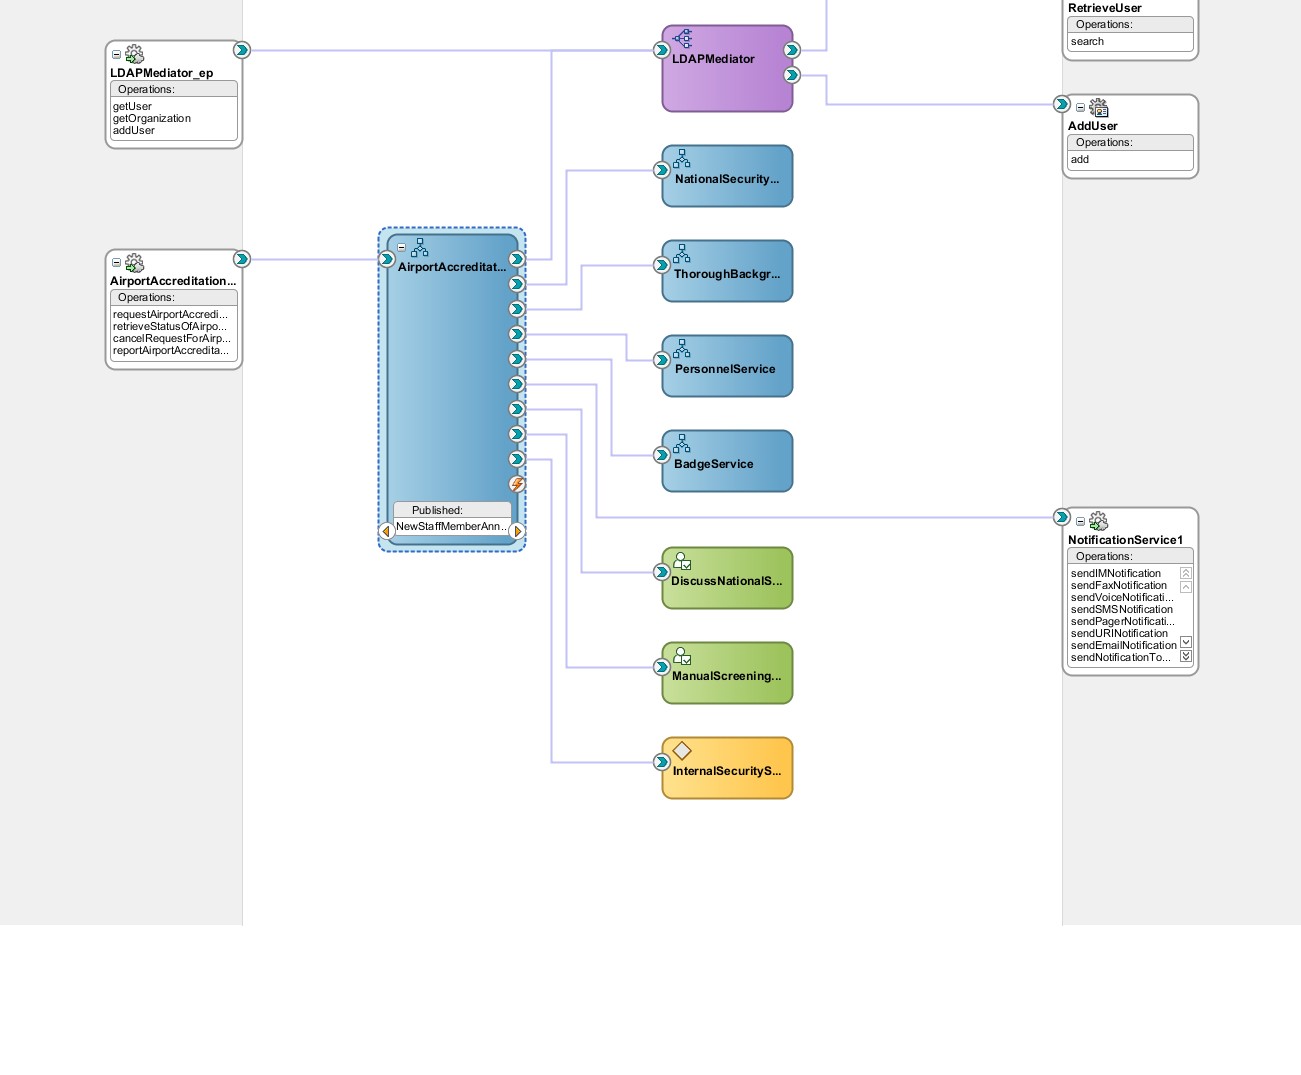 LDAPMediator_ep
Operations:
getUser
getOrganization
addUser
AirportAccreditation...
Operations:
requestAirportAccredi...
retrieveStatusOfAirpo...
cancelRequestForAirp...
reportAirportAccredita...
AirportAccreditat...
Published:
NewStaffMemberAnn...
LDAPMediator
NationalSecurity...
ThoroughBackgr...
PersonnelService
BadgeService
DiscussNationalS...
ManualScreening...
InternalSecurityS...
RetrieveUser
Operations:
search
AddUser
Operations:
add
NotificationService1
Operations:
sendIMNotification
sendFaxNotification
sendVoiceNotificati...
sendSMSNotification
sendPagerNotificati...
sendURINotification
sendEmailNotification
sendNotificationTo...